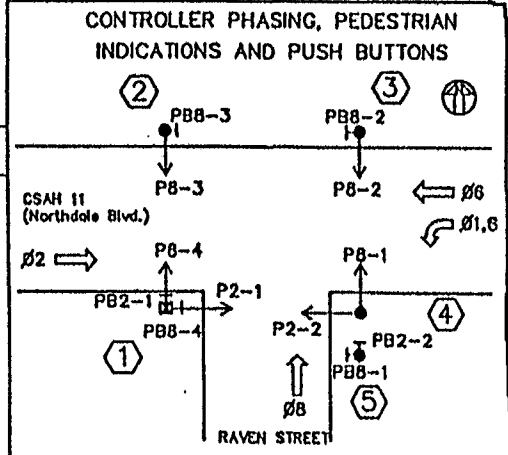 CONTROLLER PHASING, PEDESTRIAN
INDICATIONS AND PUSH BUTTONS
2
3
PB8-3
PB8-2
P8-3
P8-2
CSAH 11
(Northdale Blvd.)
Ø6
Ø1,6
Ø2
P8-4
P8-1
PB2-1
P2-1
PB8-4
P2-2
4
PB2-2
1
PB8-1
Ø8
5
RAVEN STREET